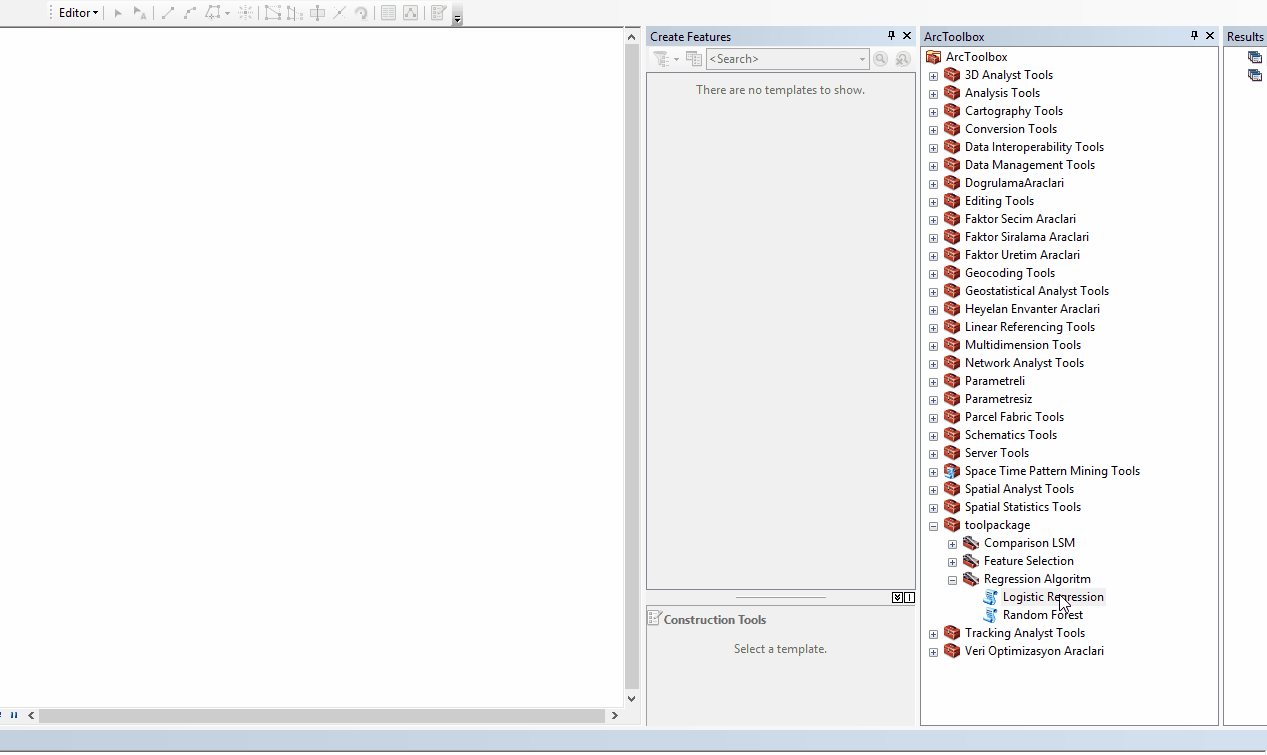 Editor
Create Features
<Search>
There are no templates to show.
Construction Tools
Select a template.
ArcToolbox
ArcToolbox
3D Analyst Tools
Analysis Tools
Cartography Tools
Conversion Tools
Data Interoperability Tools
Data Management Tools
DogrulamaAraclari
Editing Tools
Faktor Secim Araclari
Faktor Siralama Araclari
Faktor Uretim Araclari
Geocoding Tools
Geostatistical Analyst Tools
Heyelan Envanter Araclari
Linear Referencing Tools
Multidimension Tools
Network Analyst Tools
Parametreli
Parametresiz
Parcel Fabric Tools
Schematics Tools
Server Tools
Space Time Pattern Mining Tools
Spatial Analyst Tools
Spatial Statistics Tools
toolpackage
Comparison LSM
Feature Selection
Regression Algoritm
Logistic Regression
Random Forest
Tracking Analyst Tools
Veri Optimizasyon Araclari
Results